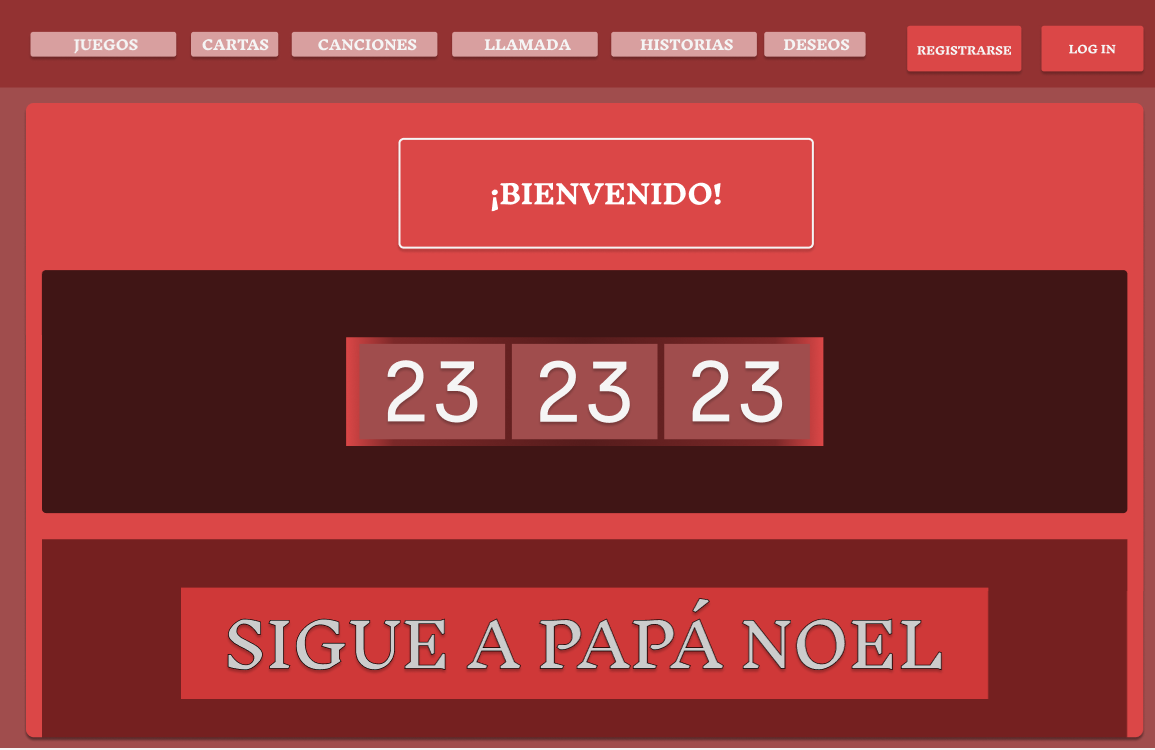 JUEGOS CARTAS CANCIONES LLAMADA HISTORIAS DESEOS REGISTRARSE LOG IN
¡BIENVENIDO!
23 23 23
SIGUE A PAPÁ NOEL